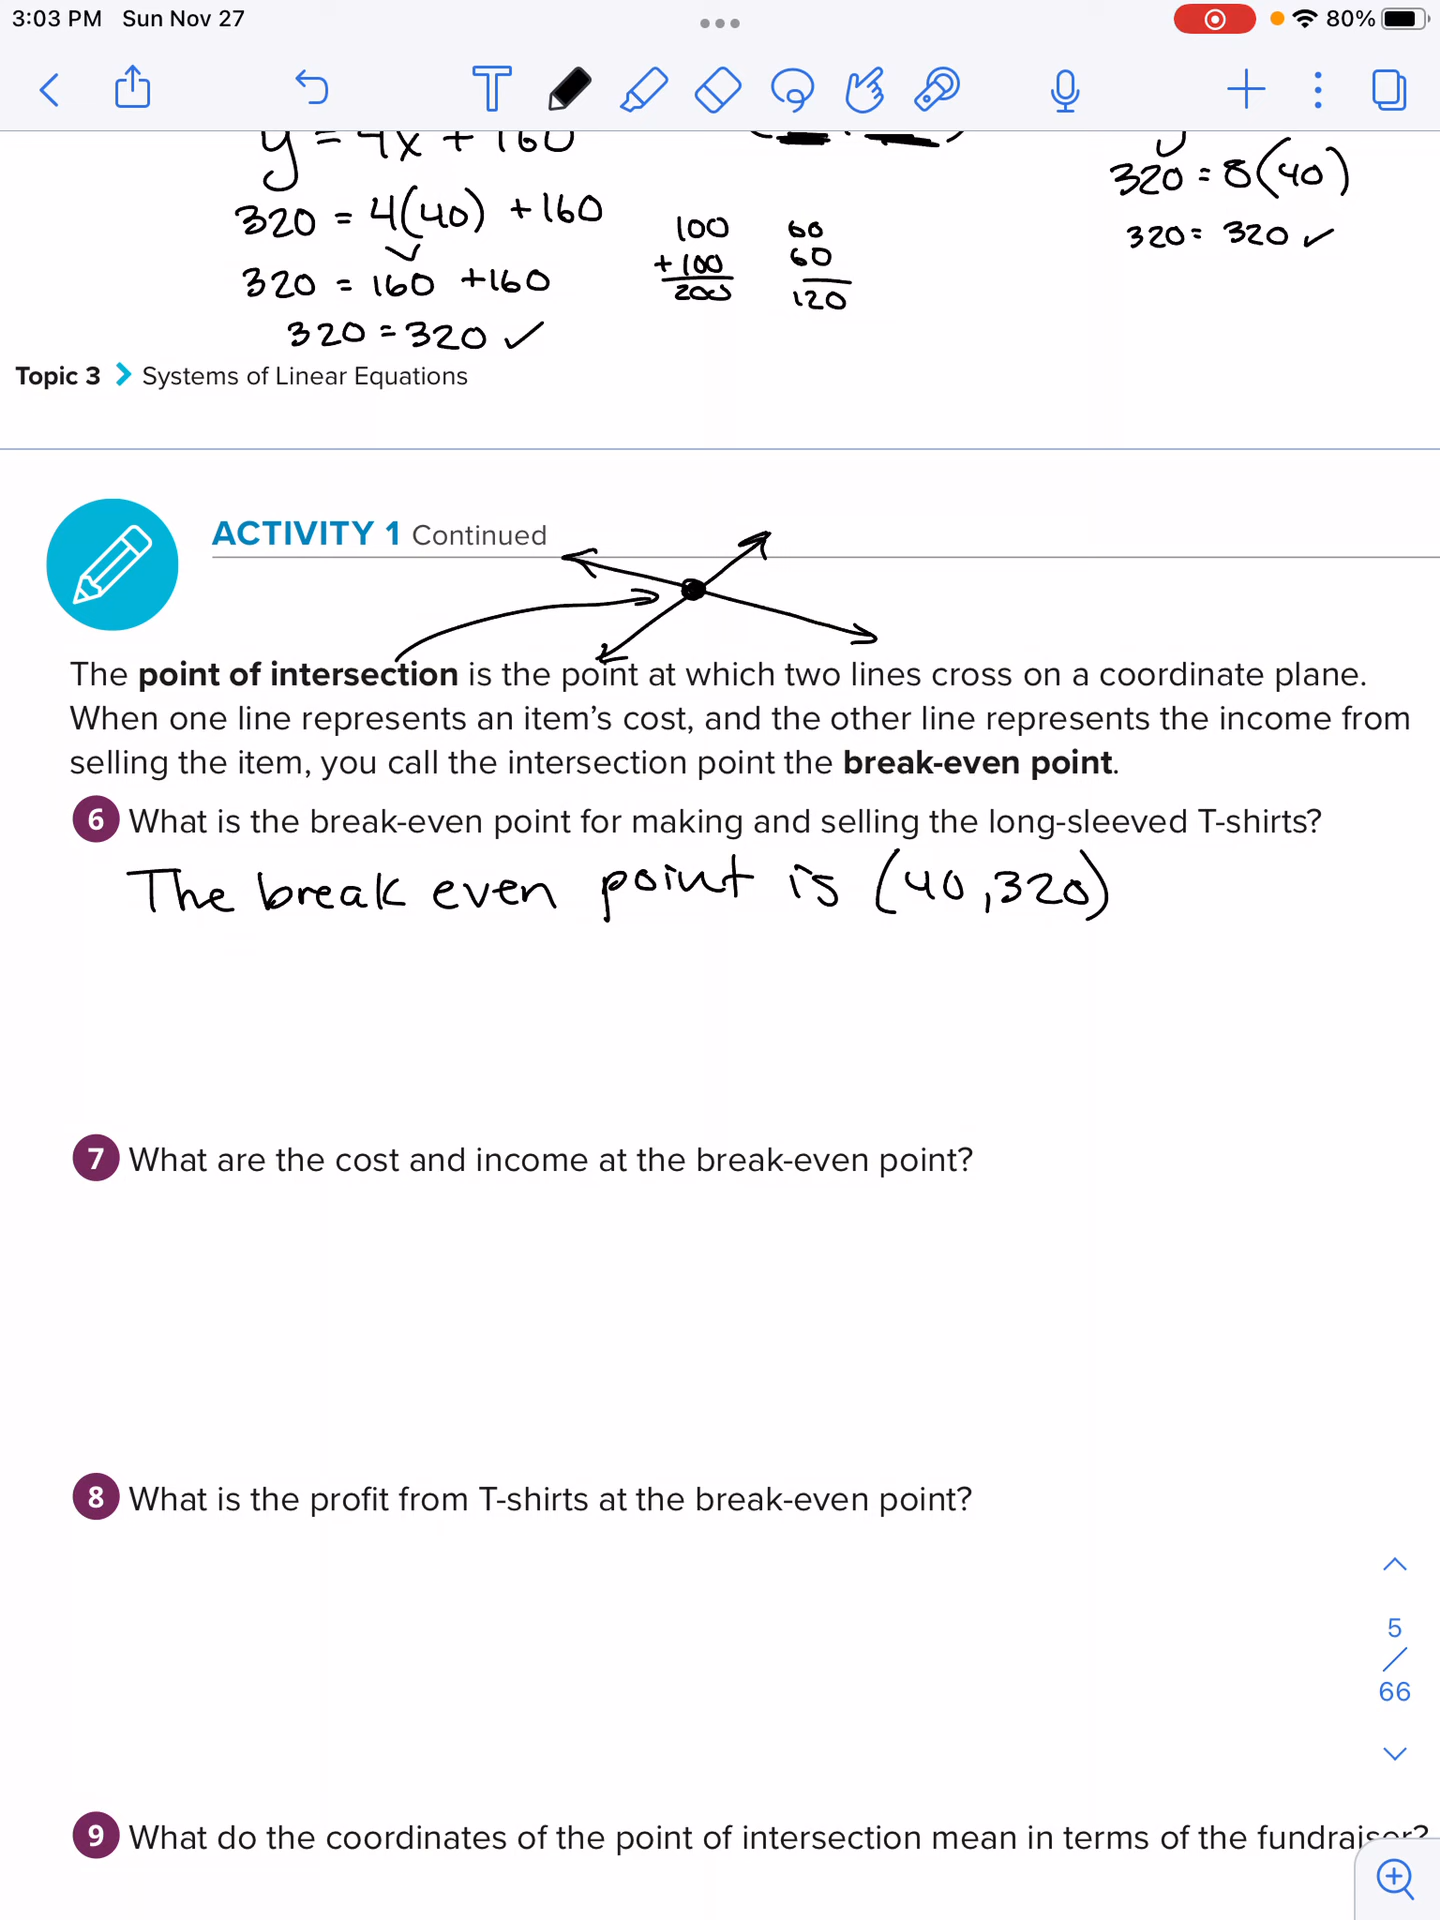 3:03 PM Sun Nov 27
80%
y = 4x + 160
320 = 8(40)
320 = 4(40) + 160
100
60
320 = 320 ✓
+ 100
60
320 = 160 + 160
200
120
320 = 320 ✓
Topic 3 > Systems of Linear Equations
ACTIVITY 1 Continued
The point of intersection is the point at which two lines cross on a coordinate plane.
When one line represents an item’s cost, and the other line represents the income from
selling the item, you call the intersection point the break-even point.
6 What is the break-even point for making and selling the long-sleeved T-shirts?
The break even point is (40,320)
7 What are the cost and income at the break-even point?
8 What is the profit from T-shirts at the break-even point?
5
/
66
9 What do the coordinates of the point of intersection mean in terms of the fundraiser?